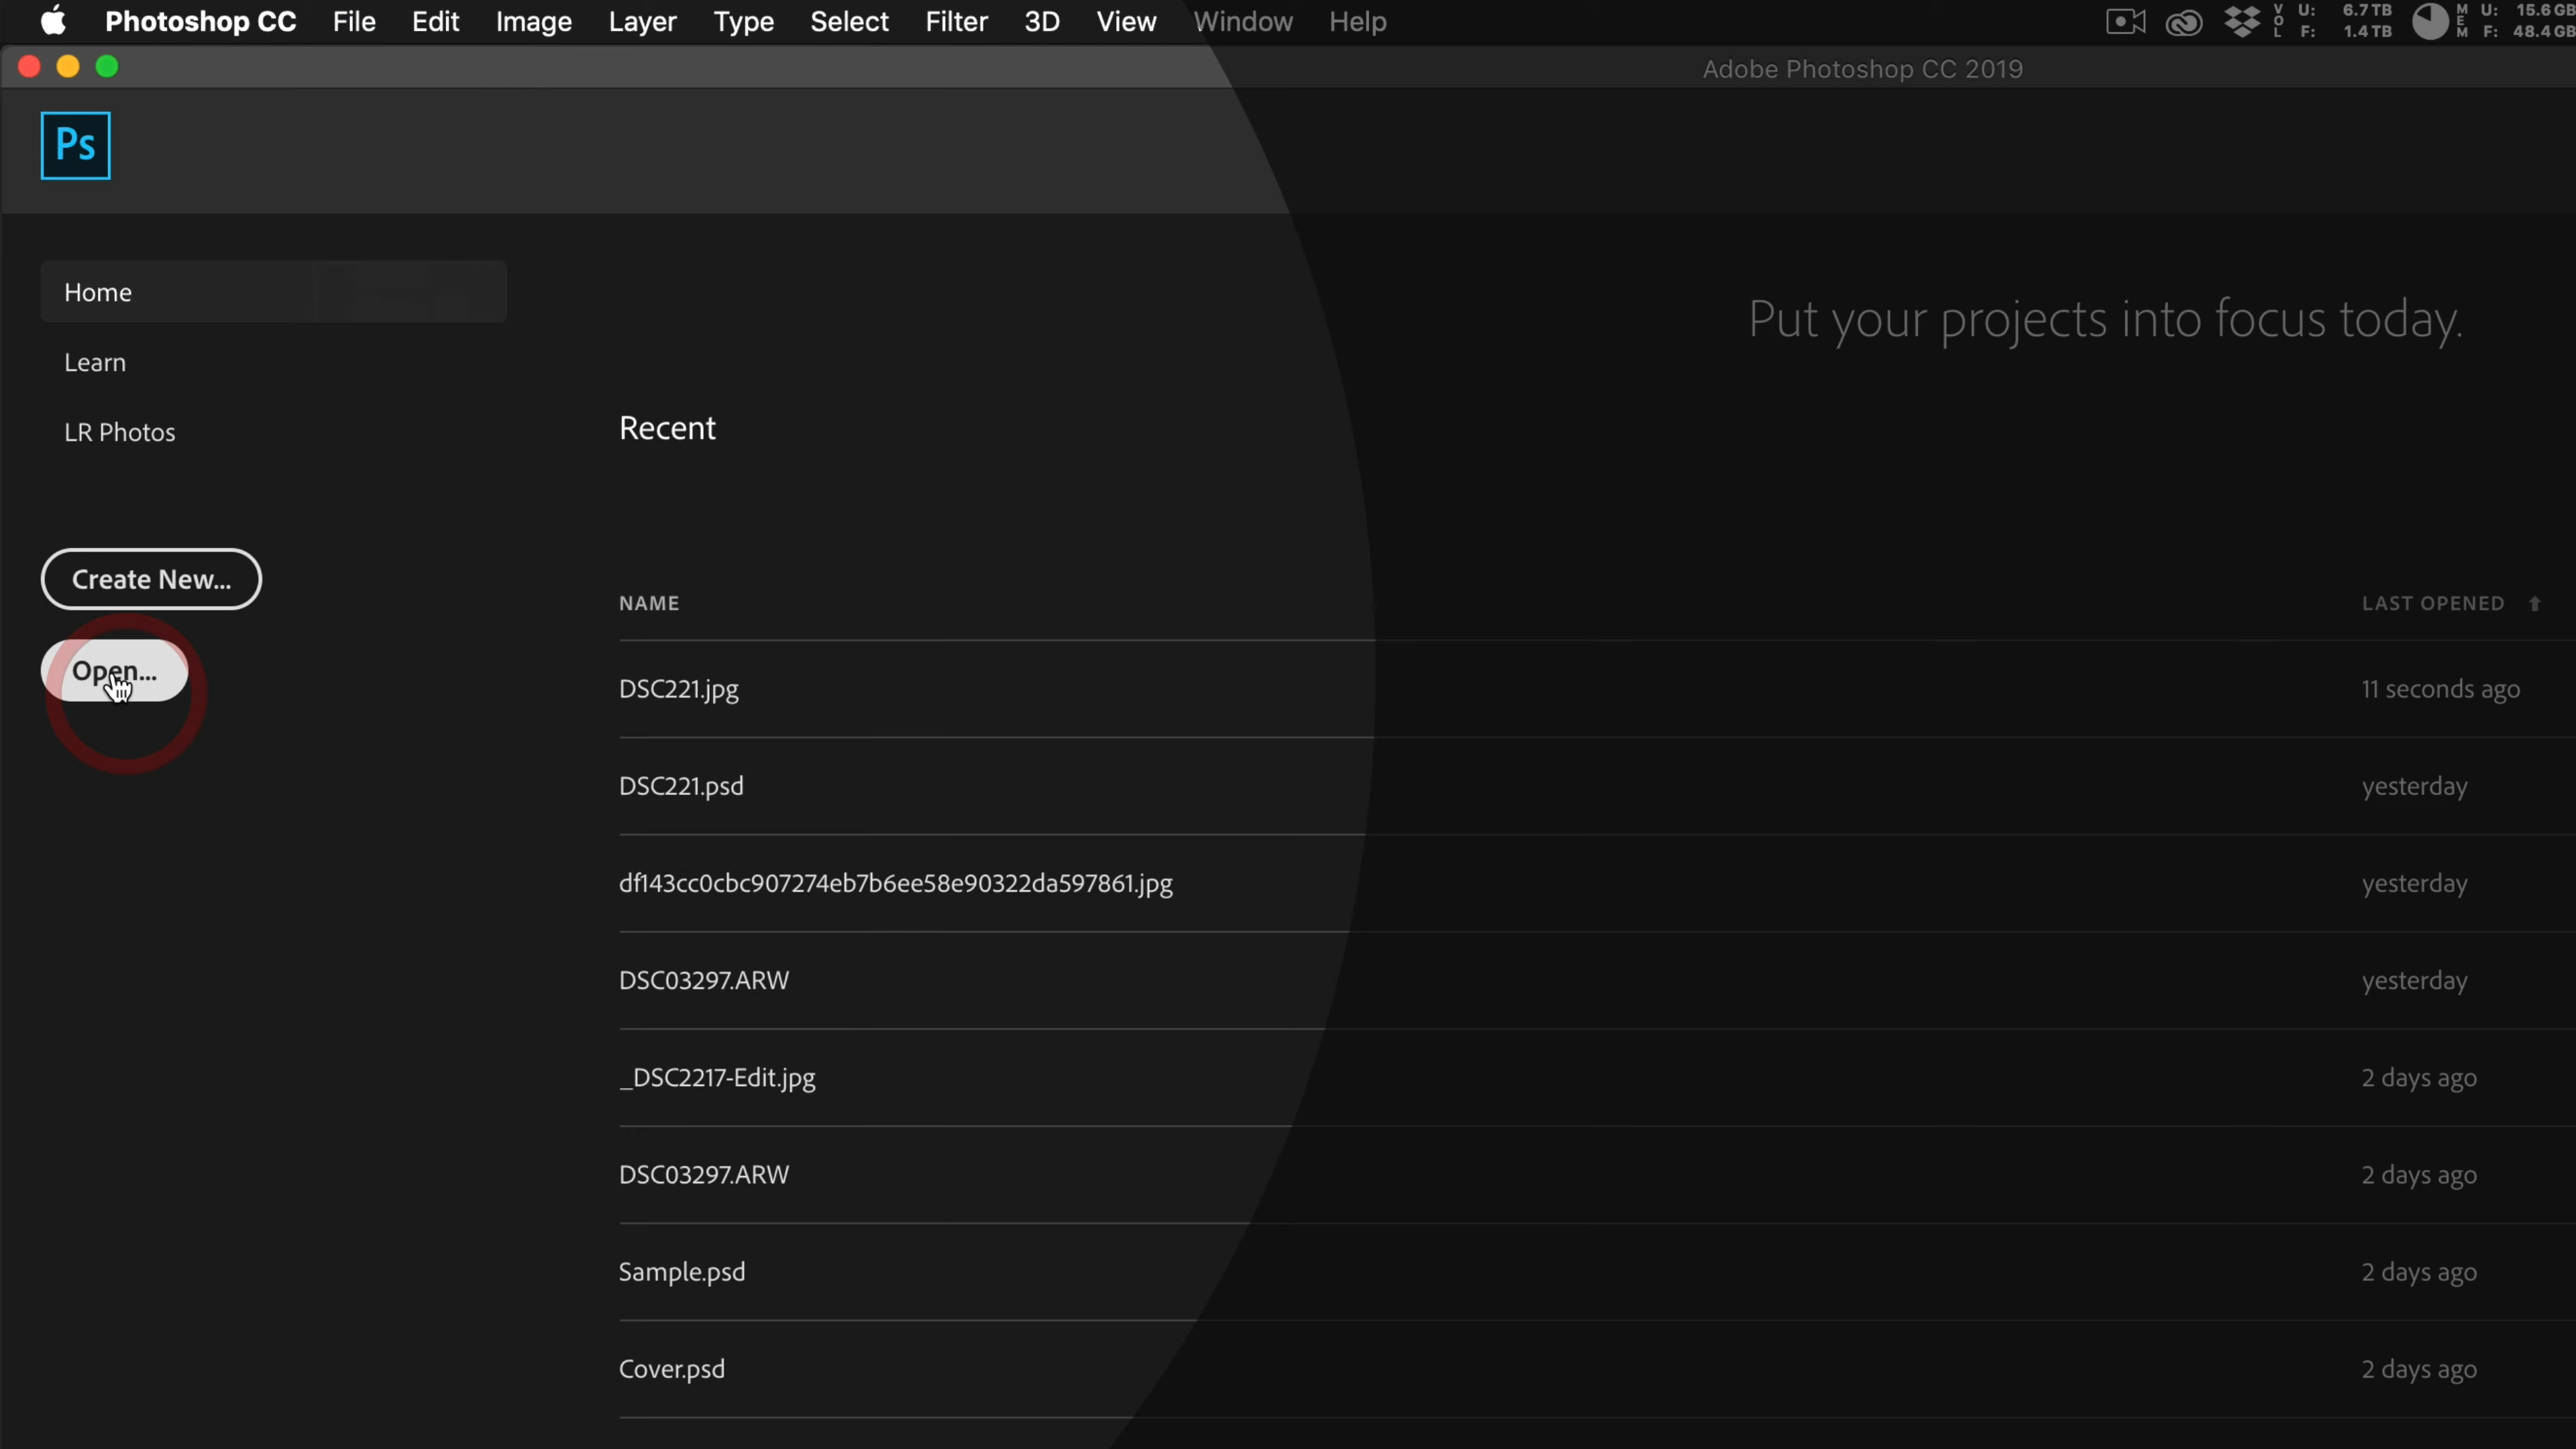 Photoshop CC File Edit Image Layer Type Select Filter 3D View Window Help
VOL U: 6.7TB F: 1.4TB MEM U: 15.6GB F: 48.4GB
Adobe Photoshop CC 2019
Ps
Home
Learn
LR Photos
Create New...
Open...
Put your projects into focus today.
Recent
NAME LAST OPENED
DSC221.jpg 11 seconds ago
DSC221.psd yesterday
df143cc0cbc907274eb7b6ee58e90322da597861.jpg yesterday
DSC03297.ARW yesterday
_DSC2217-Edit.jpg 2 days ago
DSC03297.ARW 2 days ago
Sample.psd 2 days ago
Cover.psd 2 days ago